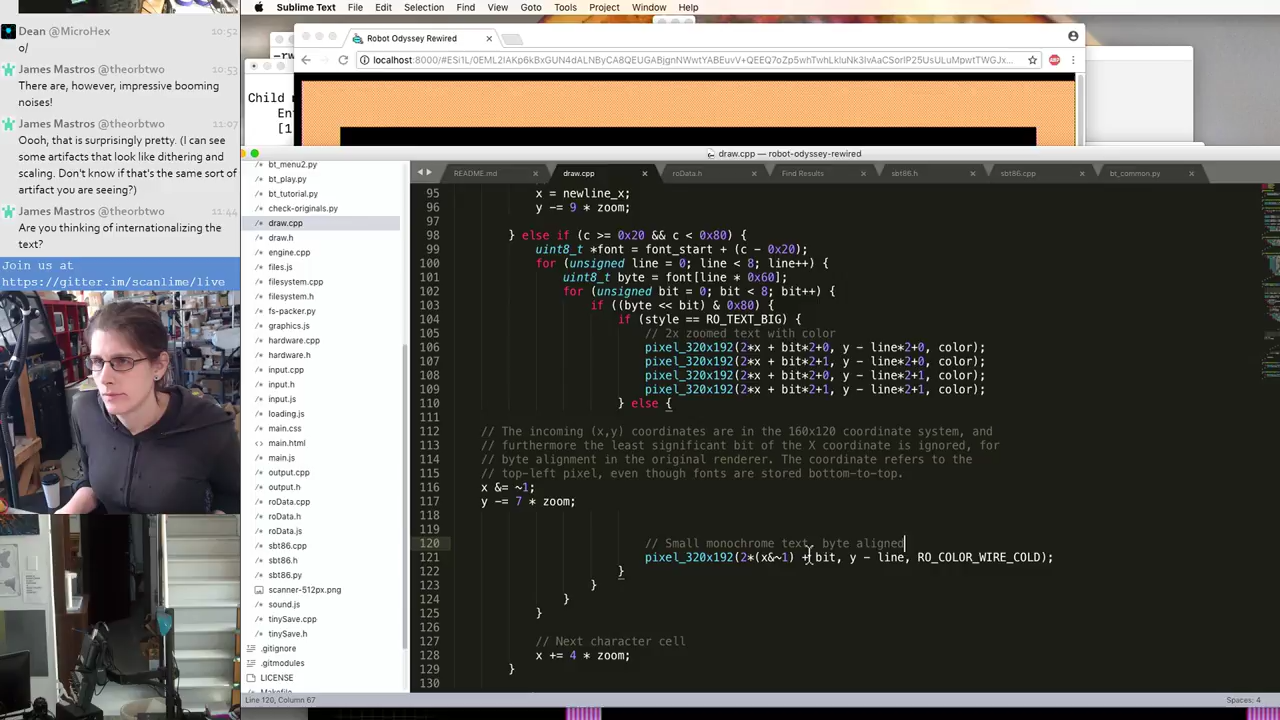 Dean @MicroHex 10:52
o/
James Mastros @theorbtwo 10:53
There are, however, impressive booming
noises!
James Mastros @theorbtwo 11:07
Oooh, that is surprisingly pretty. (I can see
some artifacts that look like dithering and
scaling. Don't know if that's the same sort of
artifact you are seeing?)
James Mastros @theorbtwo 11:44
Are you thinking of internationalizing the
text?
Join us at
https://gitter.im/scanlime/live
Sublime Text File Edit Selection Find View Goto Tools Project Window Help
Robot Odyssey Rewired
Child
En
[1
draw.cpp — robot-odyssey-rewired
README.md draw.cpp roData.h Find Results sbt86.h sbt86.cpp bt_common.py
bt_menu2.py
bt_play.py
bt_tutorial.py
check-originals.py
draw.cpp
draw.h
engine.cpp
files.js
filesystem.cpp
filesystem.h
fs-packer.py
graphics.js
hardware.cpp
hardware.h
input.cpp
input.h
input.js
loading.js
main.css
main.html
main.js
output.cpp
output.h
roData.cpp
roData.h
roData.js
sbt86.cpp
sbt86.h
sbt86.py
scanner-512px.png
sound.js
tinySave.cpp
tinySave.h
.gitignore
.gitmodules
LICENSE
Makefile
95 x = newline_x;
96 y -= 9 * zoom;
97
98 } else if (c >= 0x20 && c < 0x80) {
99 uint8_t *font = font_start + (c - 0x20);
100 for (unsigned line = 0; line < 8; line++) {
101 uint8_t byte = font[line * 0x60];
102 for (unsigned bit = 0; bit < 8; bit++) {
103 if ((byte << bit) & 0x80) {
104 if (style == RO_TEXT_BIG) {
105 // 2x zoomed text with color
106 pixel_320x192(2*x + bit*2+0, y - line*2+0, color);
107 pixel_320x192(2*x + bit*2+1, y - line*2+0, color);
108 pixel_320x192(2*x + bit*2+0, y - line*2+1, color);
109 pixel_320x192(2*x + bit*2+1, y - line*2+1, color);
110 } else {
111
112 // The incoming (x,y) coordinates are in the 160x120 coordinate system, and
113 // furthermore the least significant bit of the X coordinate is ignored, for
114 // byte alignment in the original renderer. The coordinate refers to the
115 // top-left pixel, even though fonts are stored bottom-to-top.
116 x &= ~1;
117 y -= 7 * zoom;
118
119
120 // Small monochrome text, byte aligned
121 pixel_320x192(2*(x&~1) + bit, y - line, RO_COLOR_WIRE_COLD);
122 }
123 }
124 }
125 }
126
127 // Next character cell
128 x += 4 * zoom;
129 }
130
Line 120, Column 67 Spaces: 4